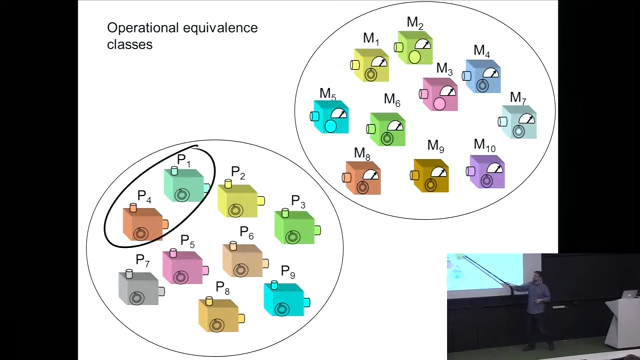 Operational equivalence
classes
M1
M2
M3
M4
M5
M6
M7
M8
M9
M10
P1
P2
P3
P4
P5
P6
P7
P8
P9